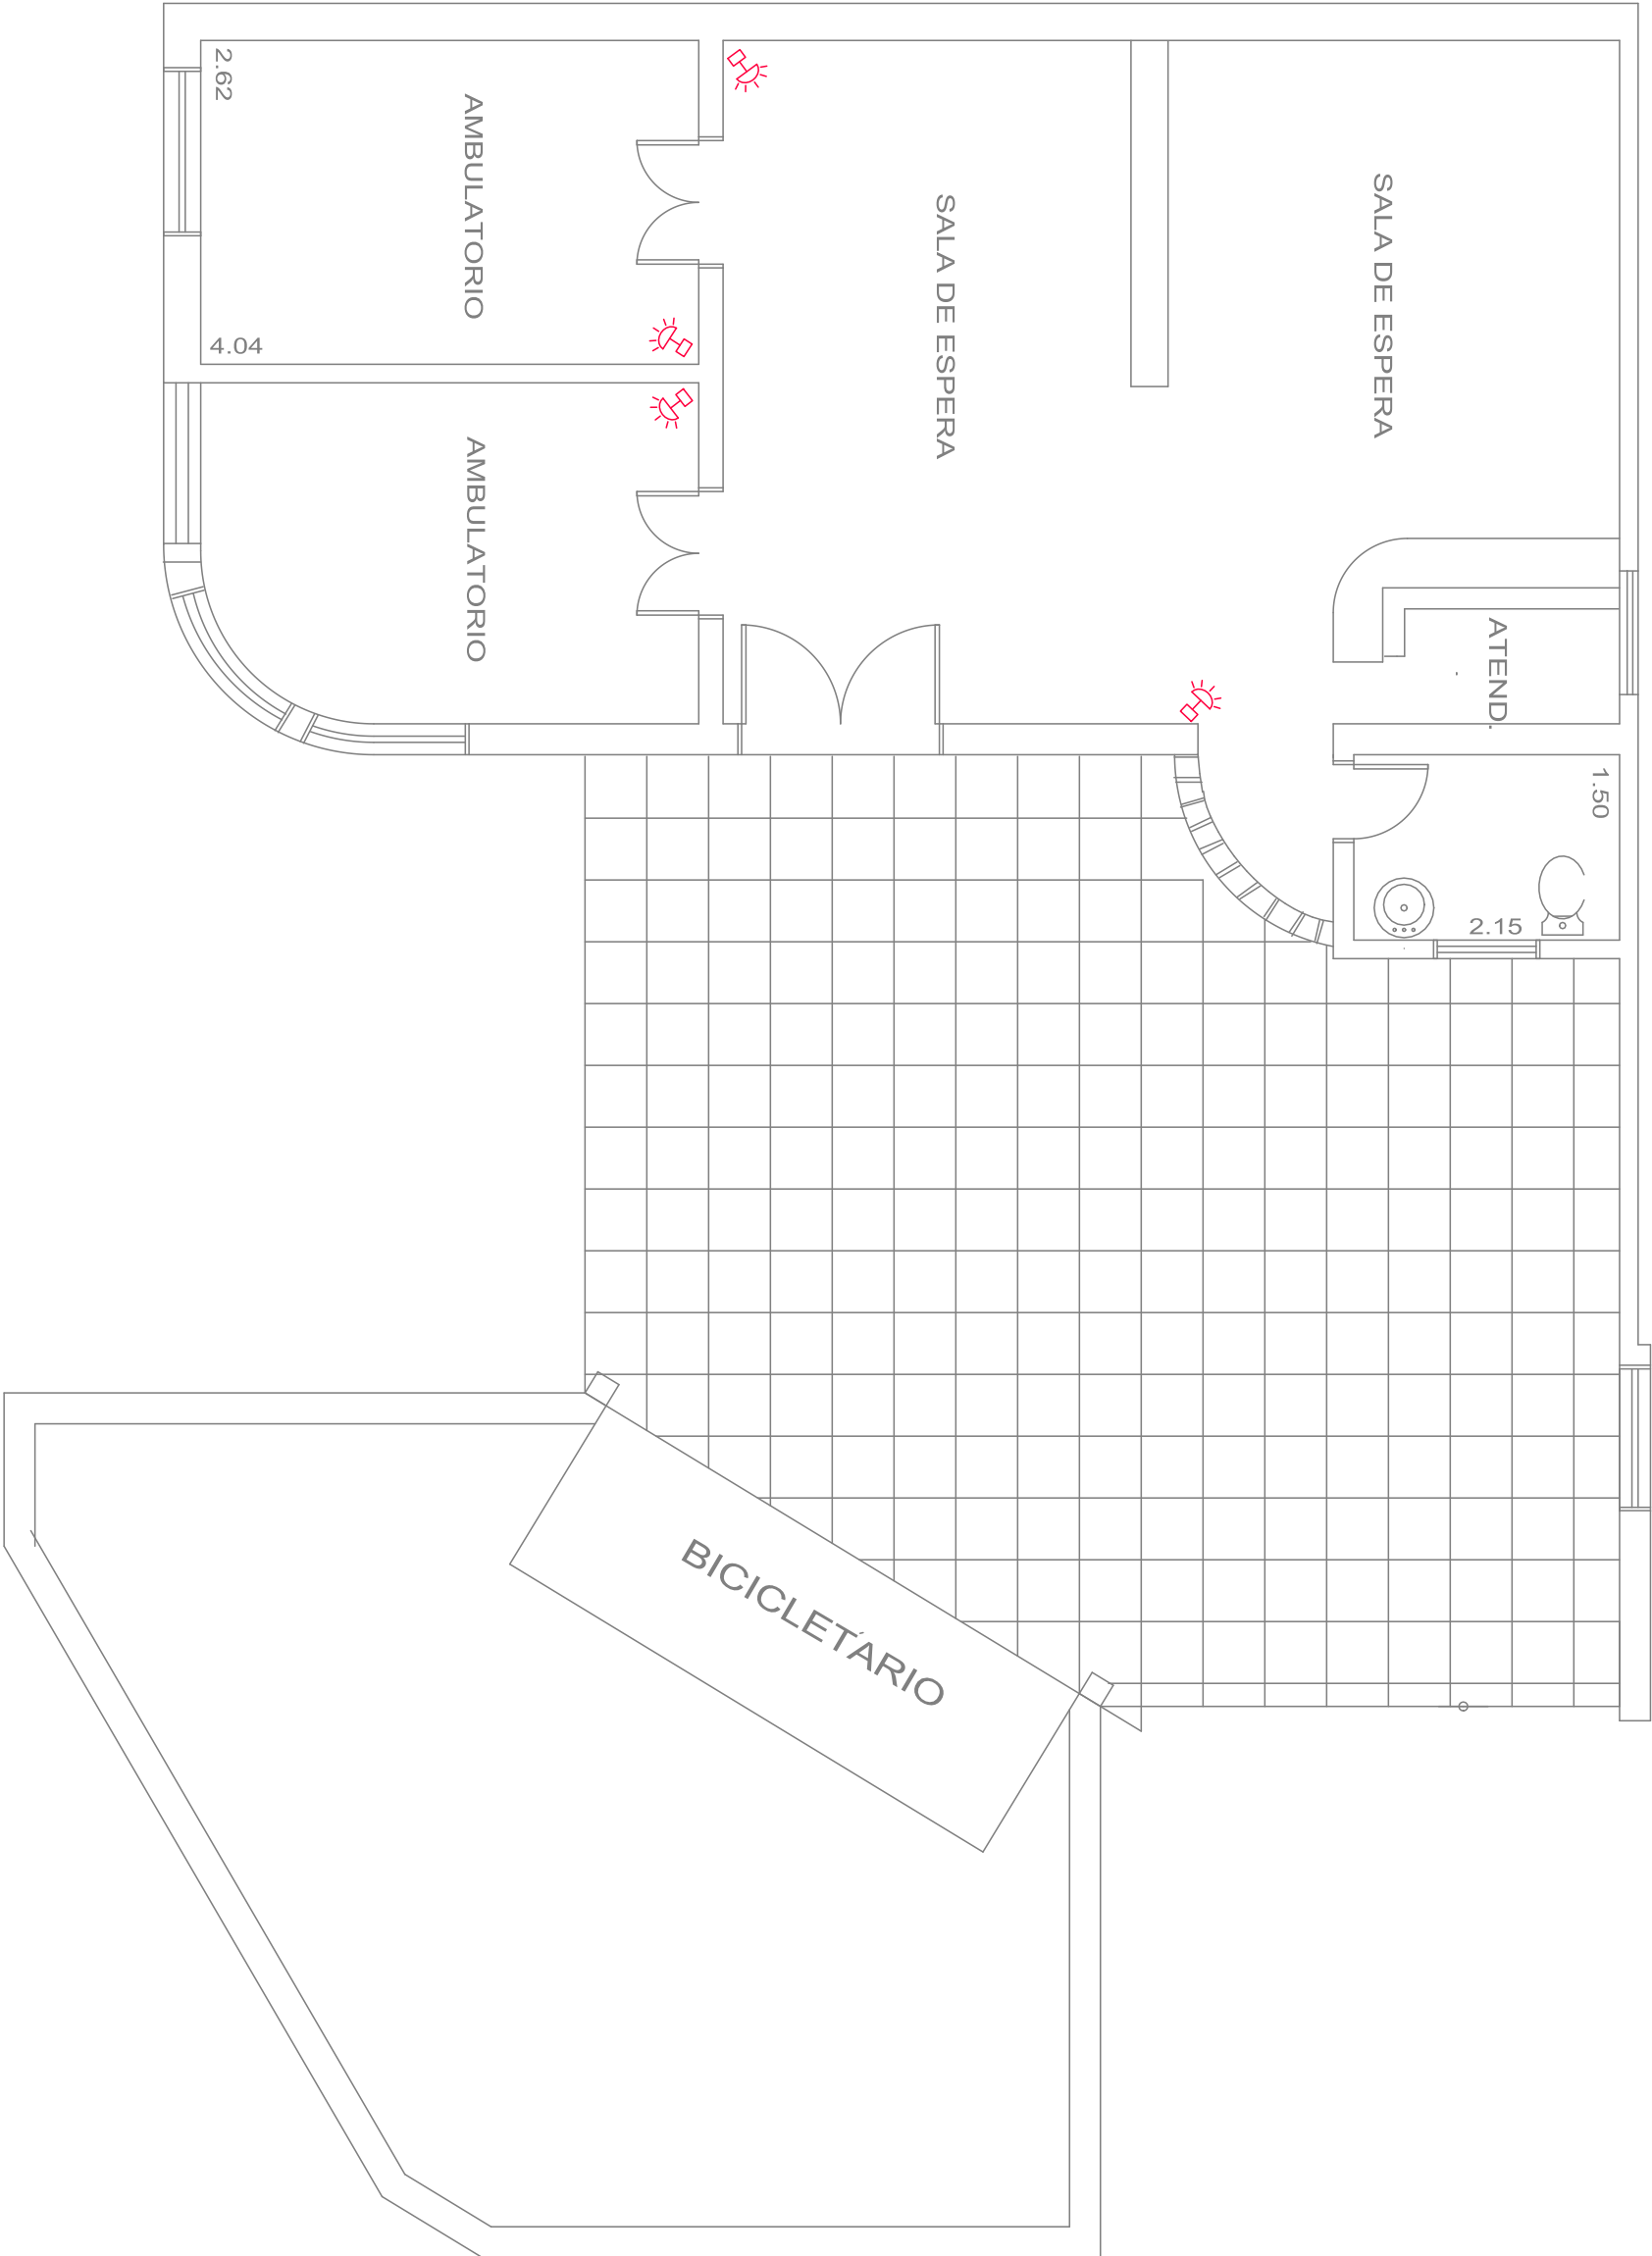 2.62
AMBULATORIO
4.04
SALA DE ESPERA
SALA DE ESPERA
AMBULATORIO
ATEND.
1.50
2.15
BICICLETÁRIO